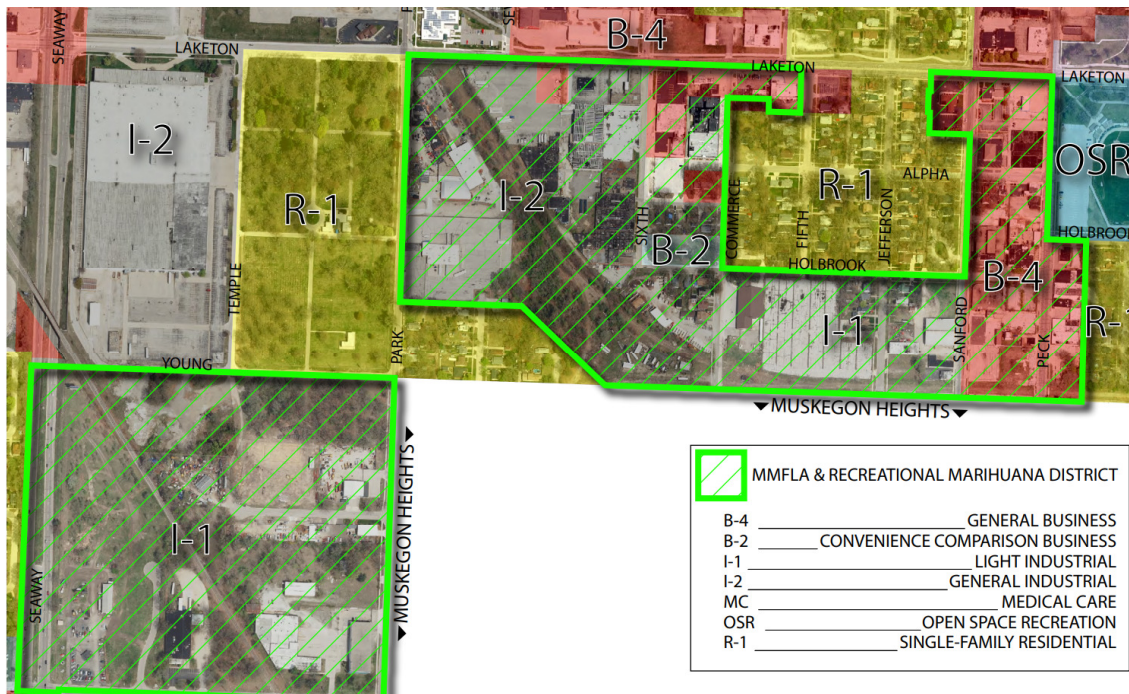 SEAWAY
LAKETON
B-4
LAKETON
LAKETON
I-2
R-1
I-2
SIXTH
B-2
COMMERCE
R-1
FIFTH
JEFFERSON
ALPHA
HOLBROOK
OSR
HOLBROOK
B-4
R-1
TEMPLE
PARK
I-1
SANFORD
PECK
YOUNG
MUSKEGON HEIGHTS
I-1
SEAWAY
MUSKEGON HEIGHTS
MMFLA & RECREATIONAL MARIHUANA DISTRICT
B-4 GENERAL BUSINESS
B-2 CONVENIENCE COMPARISON BUSINESS
I-1 LIGHT INDUSTRIAL
I-2 GENERAL INDUSTRIAL
MC MEDICAL CARE
OSR OPEN SPACE RECREATION
R-1 SINGLE-FAMILY RESIDENTIAL